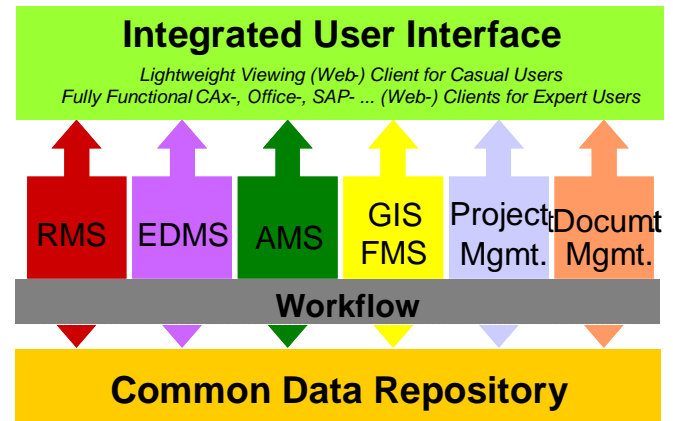 Integrated User Interface
Lightweight Viewing (Web-) Client for Casual Users
Fully Functional CAx-, Office-, SAP- ... (Web-) Clients for Expert Users
RMS
EDMS
AMS
GIS
FMS
Project
Mgmt.
tDocumt
Mgmt.
Workflow
Common Data Repository